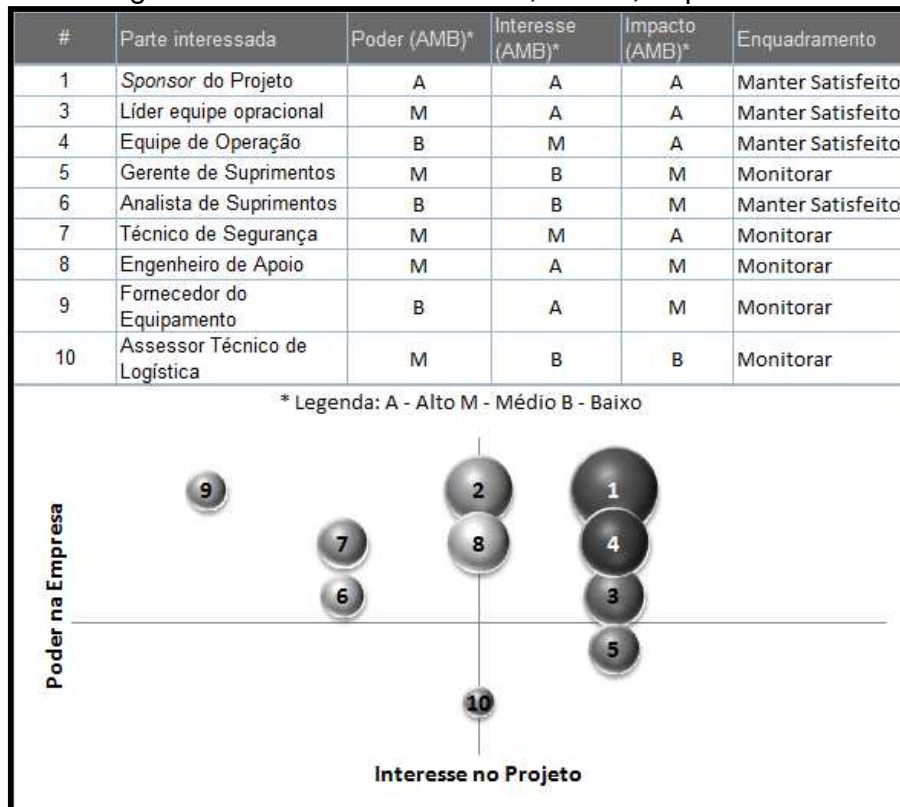 # Parte interessada Poder (AMB)* Interesse (AMB)* Impacto (AMB)* Enquadramento
1 Sponsor do Projeto A A A Manter Satisfeito
3 Líder equipe opracional M A A Manter Satisfeito
4 Equipe de Operação B M A Manter Satisfeito
5 Gerente de Suprimentos M B M Monitorar
6 Analista de Suprimentos B B M Manter Satisfeito
7 Técnico de Segurança M M A Monitorar
8 Engenheiro de Apoio M A M Monitorar
9 Fornecedor do Equipamento B A M Monitorar
10 Assessor Técnico de Logística M B B Monitorar
* Legenda: A - Alto M - Médio B - Baixo
9 2 1
7 8 4
6 3
5
10
Poder na Empresa
Interesse no Projeto